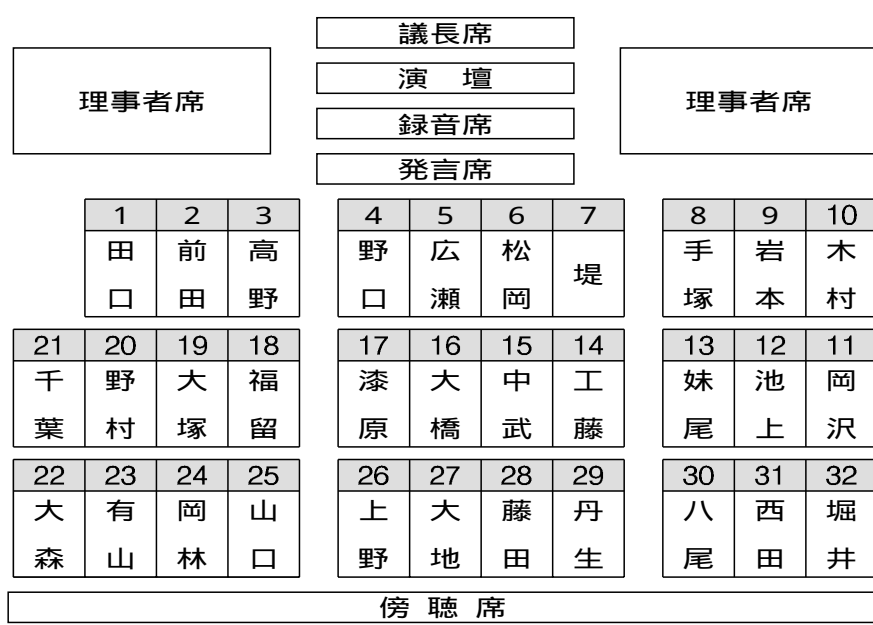 議長席
演壇
録音席
発言席
理事者席
理事者席
1 2 3 4 5 6 7 8 9 10
田口 前田 高野 野口 広瀬 松岡 堤 手塚 岩本 木村
21 20 19 18 17 16 15 14 13 12 11
千葉 野村 大塚 福留 漆原 大橋 中武 工藤 妹尾 池上 岡沢
22 23 24 25 26 27 28 29 30 31 32
大森 有山 岡林 山口 上野 大地 藤田 丹生 八尾 西田 堀井
傍聴席